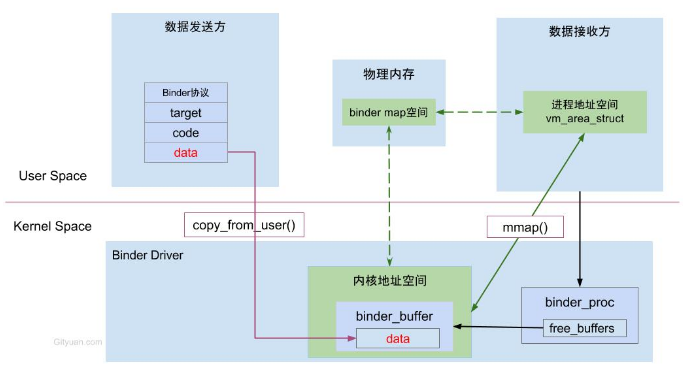 数据发送方
Binder协议
target
code
data
物理内存
binder map空间
数据接收方
进程地址空间
vm_area_struct
User Space
Kernel Space
copy_from_user()
mmap()
Binder Driver
内核地址空间
binder_buffer
data
binder_proc
free_buffers
Gityuan.com